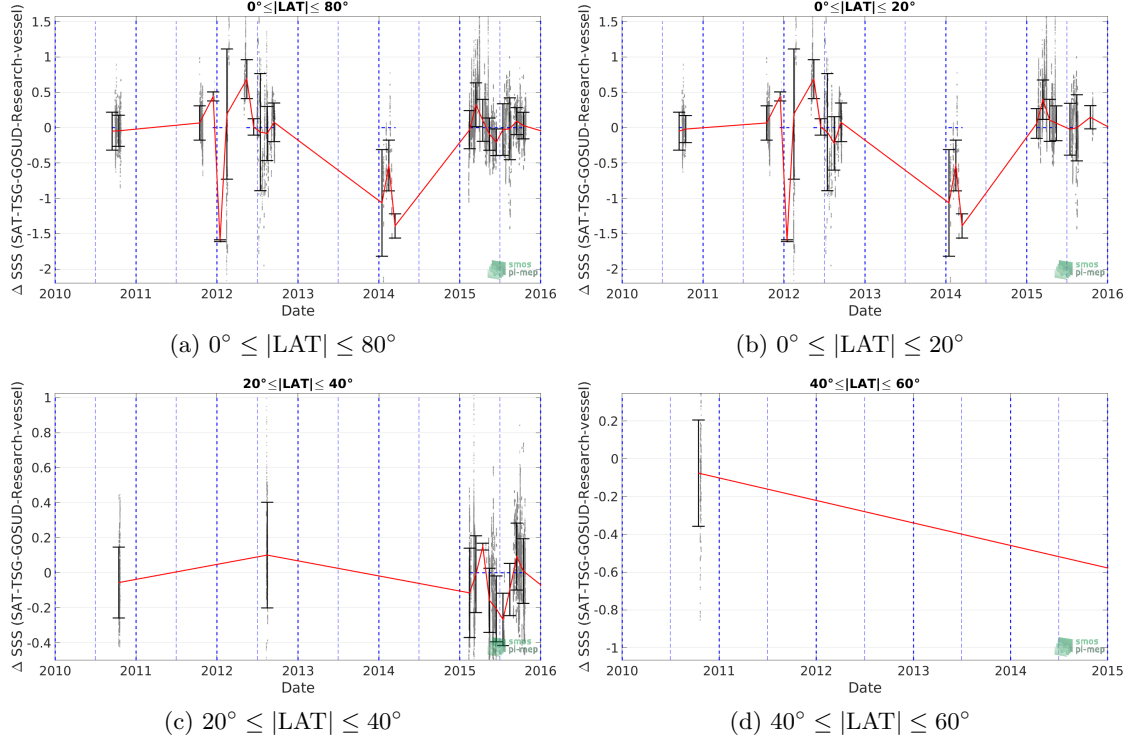 0°≤|LAT|≤ 80°
Δ SSS (SAT-TSG-GOSUD-Research-vessel)
1.5
1
0.5
0
-0.5
-1
-1.5
-2
2010 2011 2012 2013 2014 2015 2016
Date
smos
pi-mep
(a) 0° ≤ |LAT| ≤ 80°
0°≤|LAT|≤ 20°
Δ SSS (SAT-TSG-GOSUD-Research-vessel)
1.5
1
0.5
0
-0.5
-1
-1.5
-2
2010 2011 2012 2013 2014 2015 2016
Date
smos
pi-mep
(b) 0° ≤ |LAT| ≤ 20°
20°≤|LAT|≤ 40°
Δ SSS (SAT-TSG-GOSUD-Research-vessel)
1
0.8
0.6
0.4
0.2
0
-0.2
-0.4
2010 2011 2012 2013 2014 2015 2016
Date
smos
pi-mep
(c) 20° ≤ |LAT| ≤ 40°
40°≤|LAT|≤ 60°
Δ SSS (SAT-TSG-GOSUD-Research-vessel)
0.2
0
-0.2
-0.4
-0.6
-0.8
-1
2010 2011 2012 2013 2014 2015
Date
smos
pi-mep
(d) 40° ≤ |LAT| ≤ 60°